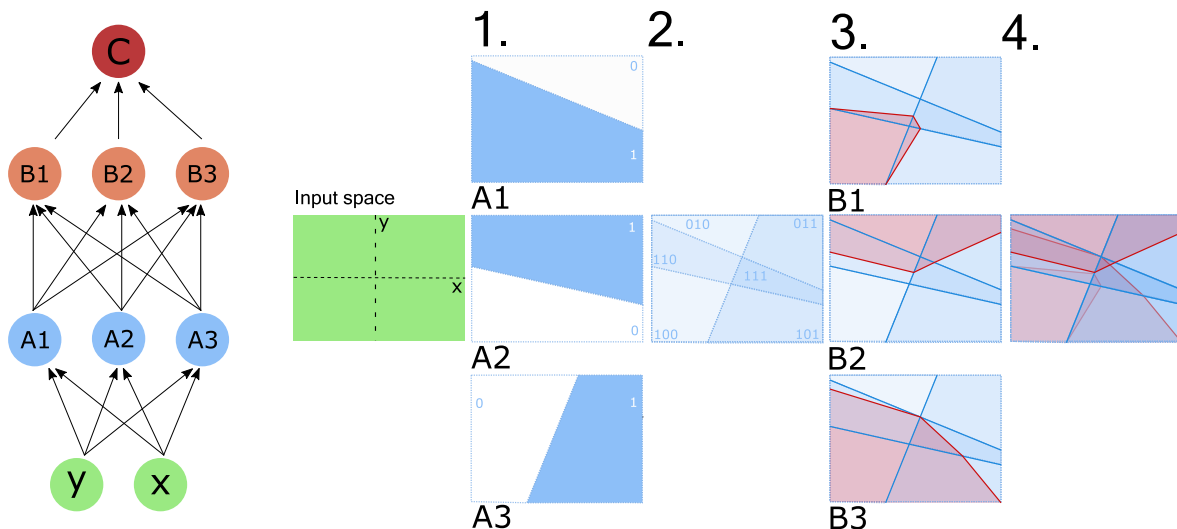 C
B1 B2 B3
A1 A2 A3
y x
Input space
y
x
1. 2. 3. 4.
0
1
A1
1
0
A2
0
1
A3
010 011
110
111
100 101
B1
B2
B3